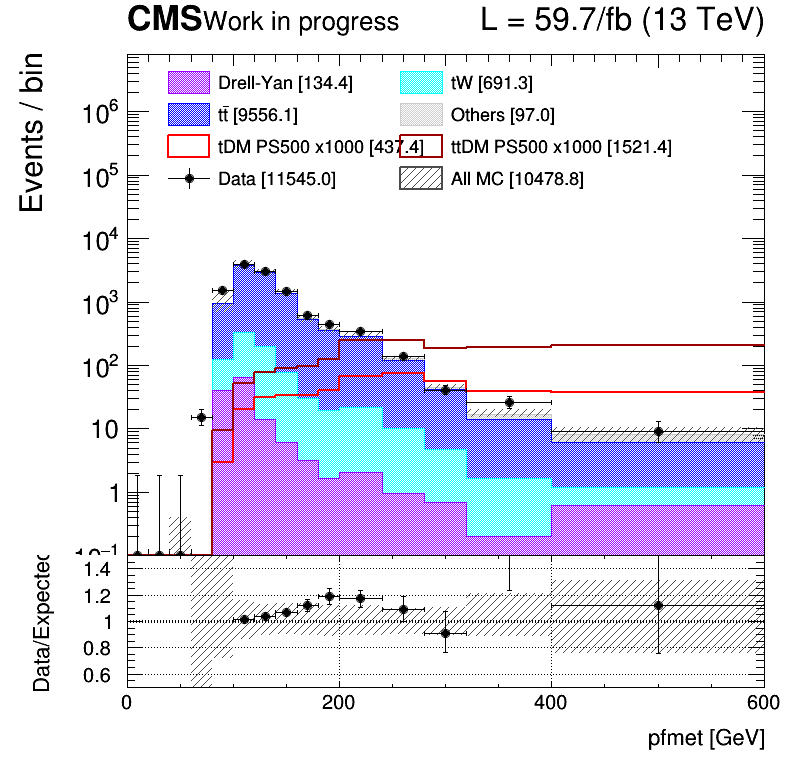 CMS Work in progress L = 59.7/fb (13 TeV)
Events / bin
Drell-Yan [134.4] tW [691.3]
tt̄ [9556.1] Others [97.0]
tDM PS500 x1000 [437.4] ttDM PS500 x1000 [1521.4]
Data [11545.0] All MC [10478.8]
10⁶
10⁵
10⁴
10³
10²
10
1
10⁻¹
Data/Expected
1.4
1.2
1
0.8
0.6
0 200 400 600
pfmet [GeV]